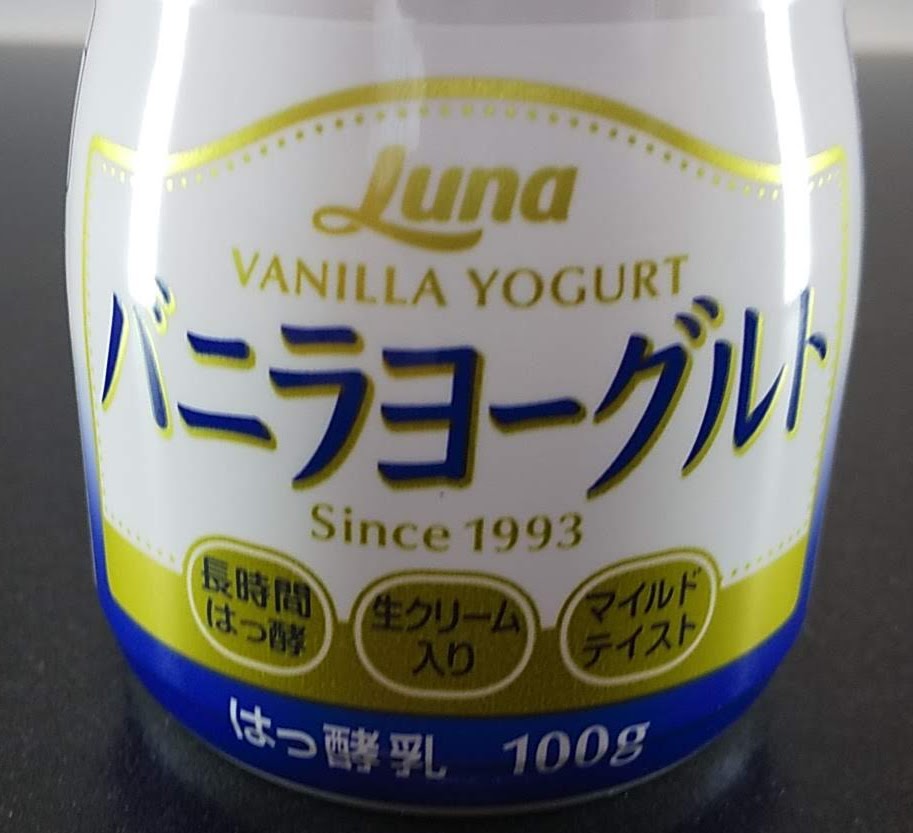 Luna
VANILLA YOGURT
バニラヨーグルト
Since 1993
長時間
はっ酵
生クリーム
入り
マイルド
テイスト
はっ酵乳 100g